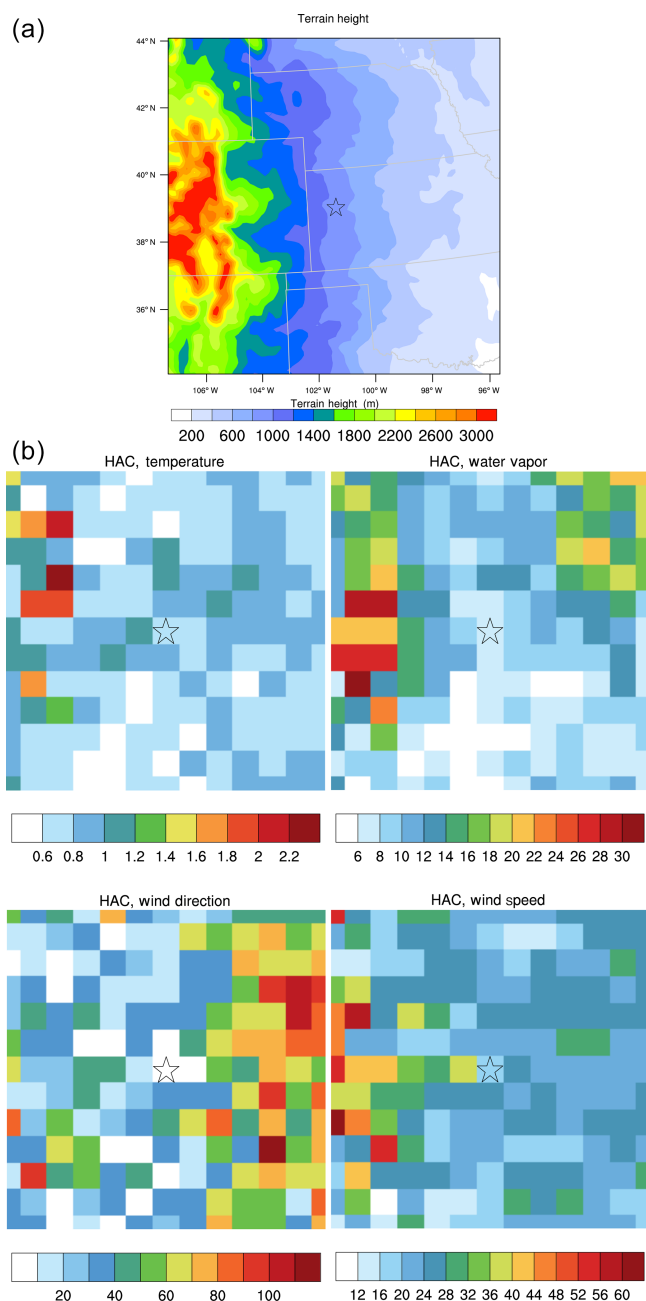 (a)
Terrain height
44° N
42° N
40° N
38° N
36° N
106° W 104° W 102° W 100° W 98° W 96° W
Terrain height (m)
200 600 1000 1400 1800 2200 2600 3000
(b)
HAC, temperature HAC, water vapor
0.6 0.8 1 1.2 1.4 1.6 1.8 2 2.2
6 8 10 12 14 16 18 20 22 24 26 28 30
HAC, wind direction HAC, wind speed
20 40 60 80 100
12 16 20 24 28 32 36 40 44 48 52 56 60